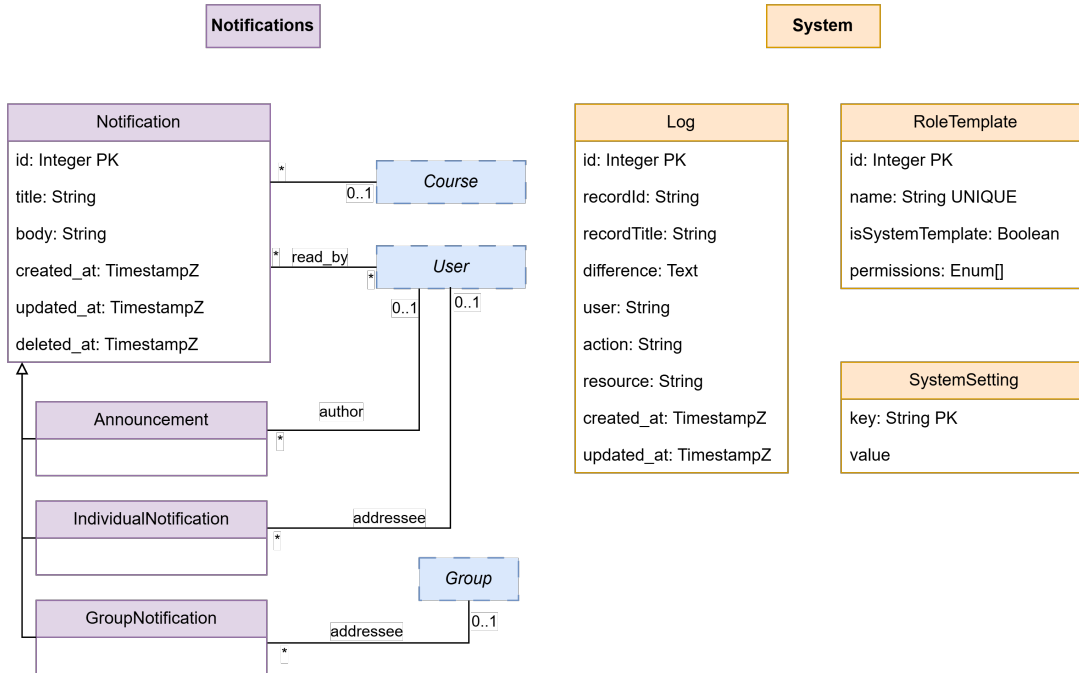 Notifications
System
Notification
id: Integer PK
title: String
body: String
created_at: TimestampZ
updated_at: TimestampZ
deleted_at: TimestampZ
*
0..1
Course
*
read_by
*
User
0..1
0..1
Announcement
author
*
IndividualNotification
addressee
*
Group
GroupNotification
addressee
0..1
*
Log
id: Integer PK
recordId: String
recordTitle: String
difference: Text
user: String
action: String
resource: String
created_at: TimestampZ
updated_at: TimestampZ
RoleTemplate
id: Integer PK
name: String UNIQUE
isSystemTemplate: Boolean
permissions: Enum[]
SystemSetting
key: String PK
value